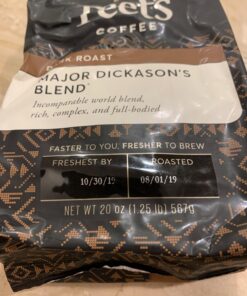 Peet's
COFFEE
DARK ROAST
MAJOR DICKASON'S
BLEND®
Incomparable world blend,
rich, complex, and full-bodied
FASTER TO YOU, FRESHER TO BREW
FRESHEST BY ROASTED
10/30/19 08/01/19
NET WT 20 oz (1.25 lb) 567g